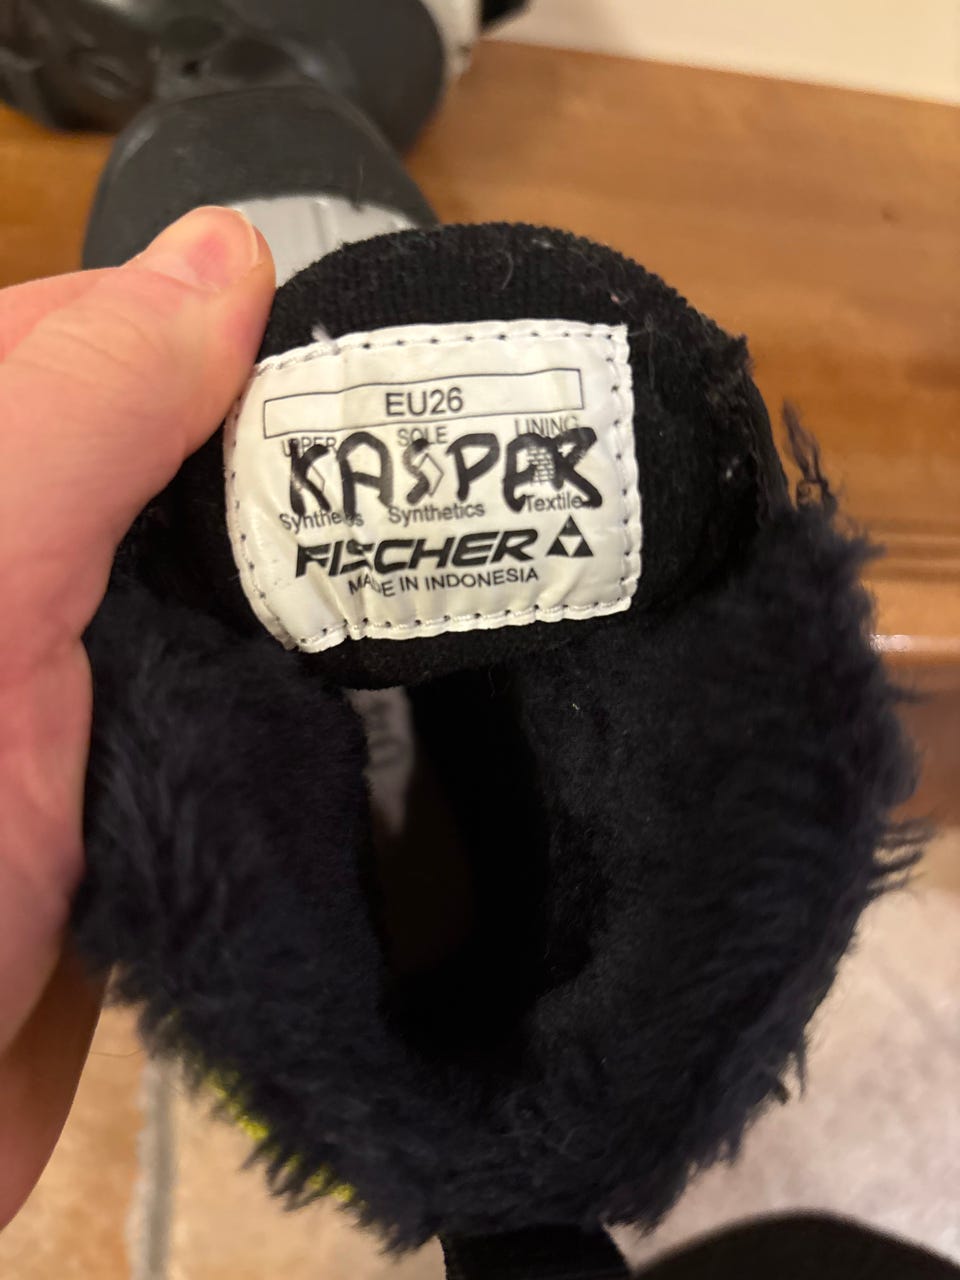 EU26
UPPER SOLE LINING
KASPER
Synthetics Synthetics Textile
FISCHER
MADE IN INDONESIA